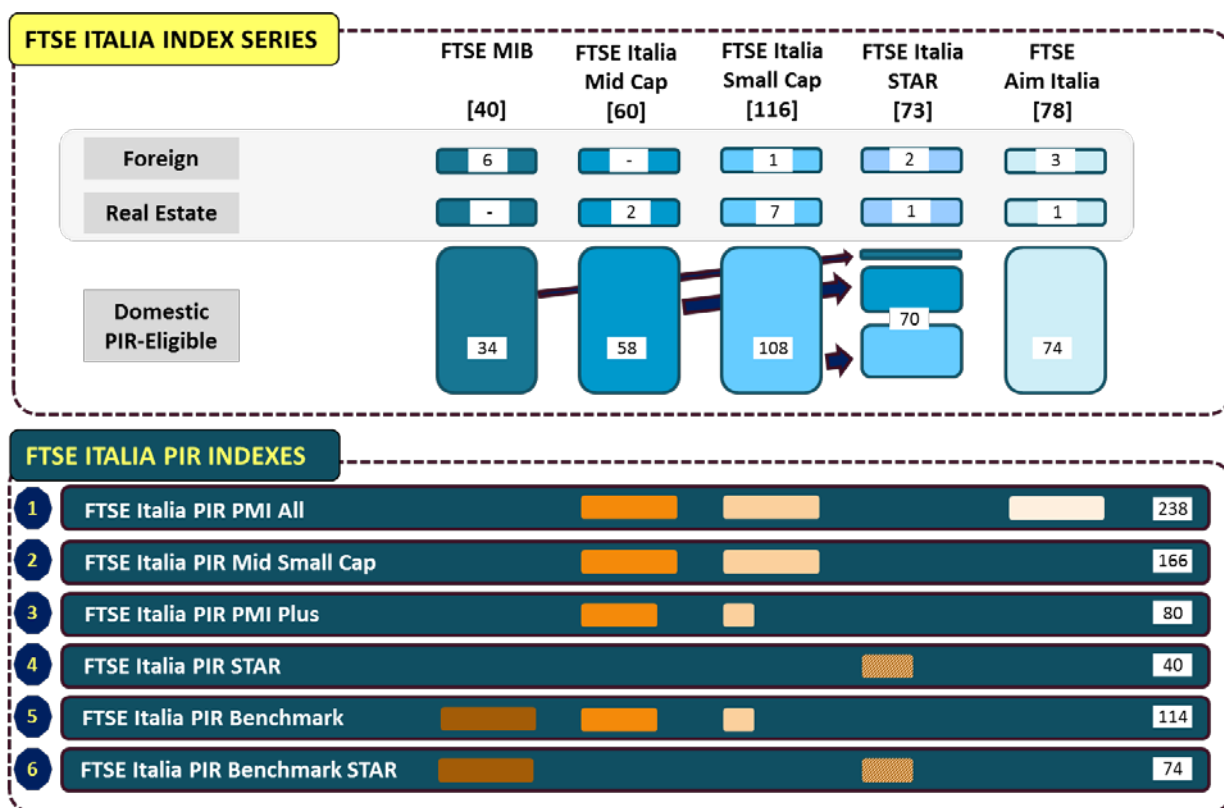 FTSE ITALIA INDEX SERIES
FTSE MIB
[40]
FTSE Italia
Mid Cap
[60]
FTSE Italia
Small Cap
[116]
FTSE Italia
STAR
[73]
FTSE
Aim Italia
[78]
Foreign
6
-
1
2
3
Real Estate
-
2
7
1
1
Domestic
PIR-Eligible
34
58
108
70
74
FTSE ITALIA PIR INDEXES
1 FTSE Italia PIR PMI All 238
2 FTSE Italia PIR Mid Small Cap 166
3 FTSE Italia PIR PMI Plus 80
4 FTSE Italia PIR STAR 40
5 FTSE Italia PIR Benchmark 114
6 FTSE Italia PIR Benchmark STAR 74